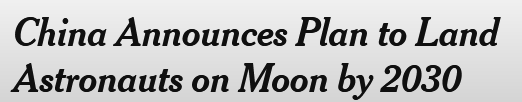 China Announces Plan to Land
Astronauts on Moon by 2030